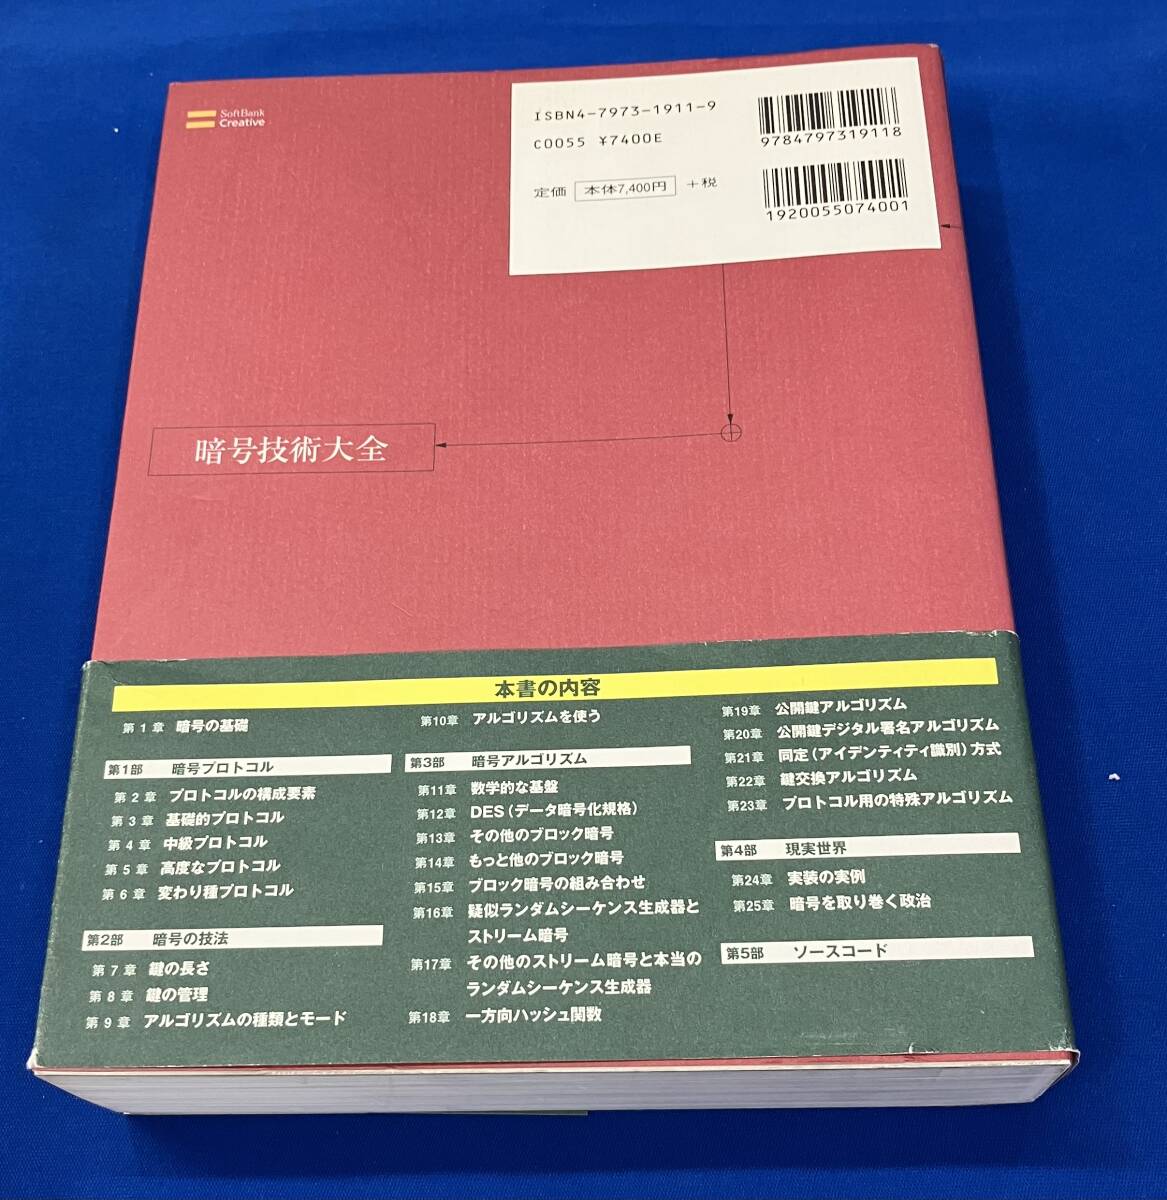 SoftBank
Creative
ISBN4-7973-1911-9
C0055 ¥7400E
定価 本体7,400円 +税
9784797319118
1920055074001
暗号技術大全
本書の内容
第1章 暗号の基礎
第1部 暗号プロトコル
第2章 プロトコルの構成要素
第3章 基礎的プロトコル
第4章 中級プロトコル
第5章 高度なプロトコル
第6章 変わり種プロトコル
第2部 暗号の技法
第7章 鍵の長さ
第8章 鍵の管理
第9章 アルゴリズムの種類とモード
第10章 アルゴリズムを使う
第3部 暗号アルゴリズム
第11章 数学的な基盤
第12章 DES(データ暗号化規格)
第13章 その他のブロック暗号
第14章 もっと他のブロック暗号
第15章 ブロック暗号の組み合わせ
第16章 疑似ランダムシーケンス生成器と
ストリーム暗号
第17章 その他のストリーム暗号と本当の
ランダムシーケンス生成器
第18章 一方向ハッシュ関数
第19章 公開鍵アルゴリズム
第20章 公開鍵デジタル署名アルゴリズム
第21章 同定(アイデンティティ識別)方式
第22章 鍵交換アルゴリズム
第23章 プロトコル用の特殊アルゴリズム
第4部 現実世界
第24章 実装の実例
第25章 暗号を取り巻く政治
第5部 ソースコード